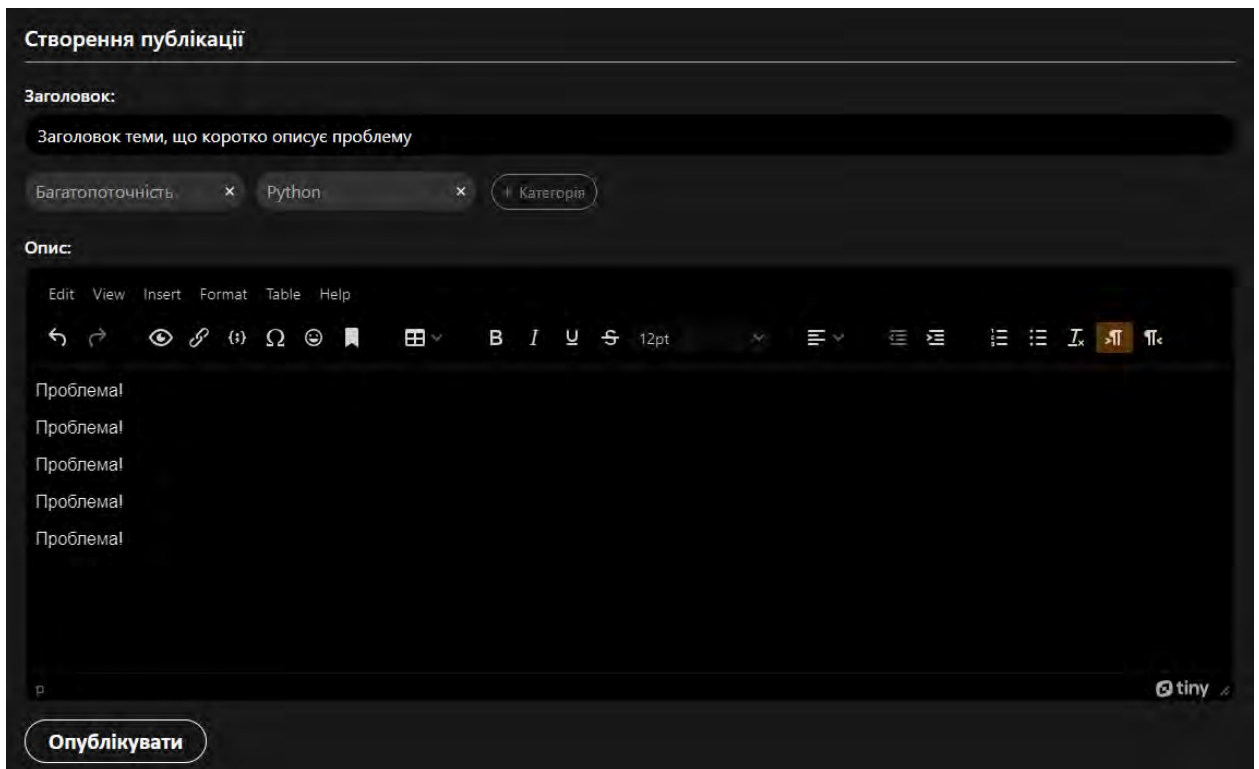 Створення публікації
Заголовок:
Заголовок теми, що коротко описує проблему
Багатопоточність × Python × + Категорія
Опис:
Edit View Insert Format Table Help
B I U S 12pt
Проблема!
Проблема!
Проблема!
Проблема!
Проблема!
p tiny
Опублікувати